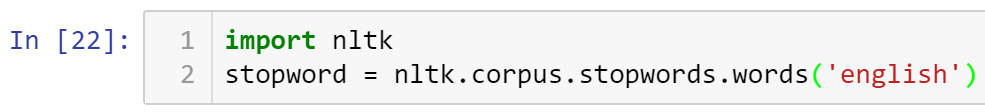 In [22]: 1 import nltk
2 stopword = nltk.corpus.stopwords.words('english')